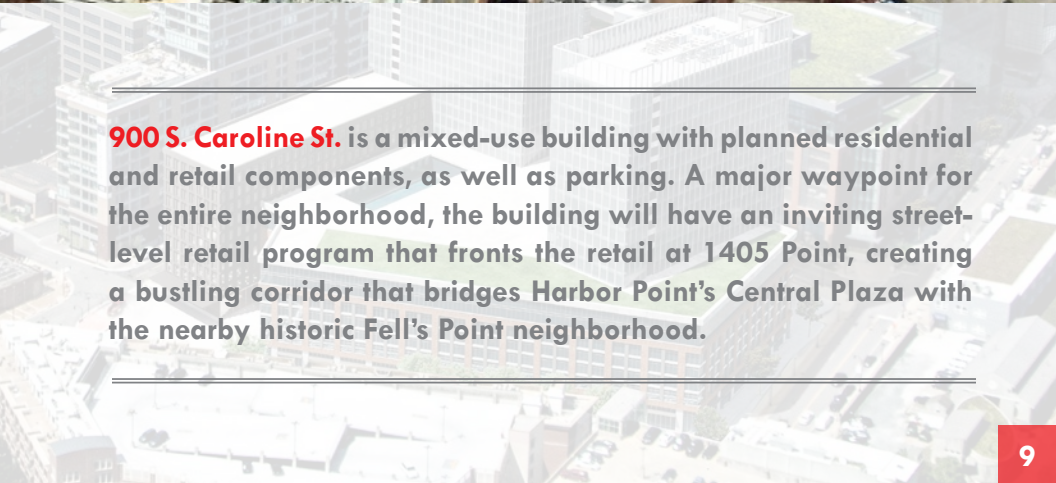 900 S. Caroline St. is a mixed-use building with planned residential
and retail components, as well as parking. A major waypoint for
the entire neighborhood, the building will have an inviting street-
level retail program that fronts the retail at 1405 Point, creating
a bustling corridor that bridges Harbor Point's Central Plaza with
the nearby historic Fell's Point neighborhood.
9